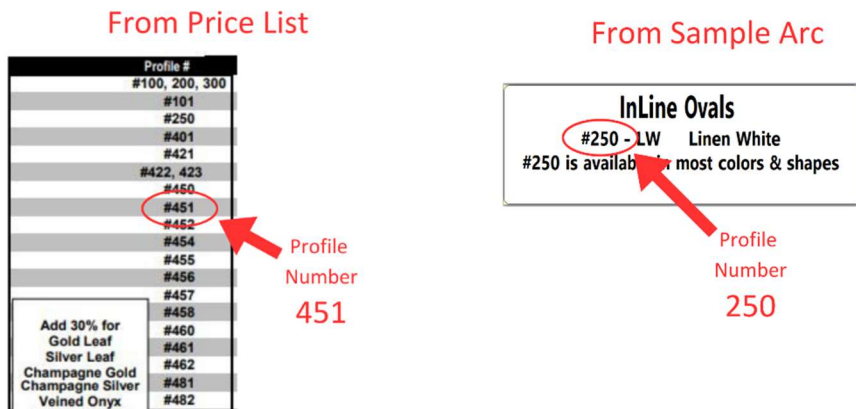 From Price List
Profile #
#100, 200, 300
#101
#250
#401
#421
#422, 423
#450
#451
#452
#454
#455
#456
#457
#458
#460
#461
#462
#481
#482
Add 30% for
Gold Leaf
Silver Leaf
Champagne Gold
Champagne Silver
Veined Onyx
Profile
Number
451
From Sample Arc
InLine Ovals
#250 - LW Linen White
#250 is available in most colors & shapes
Profile
Number
250